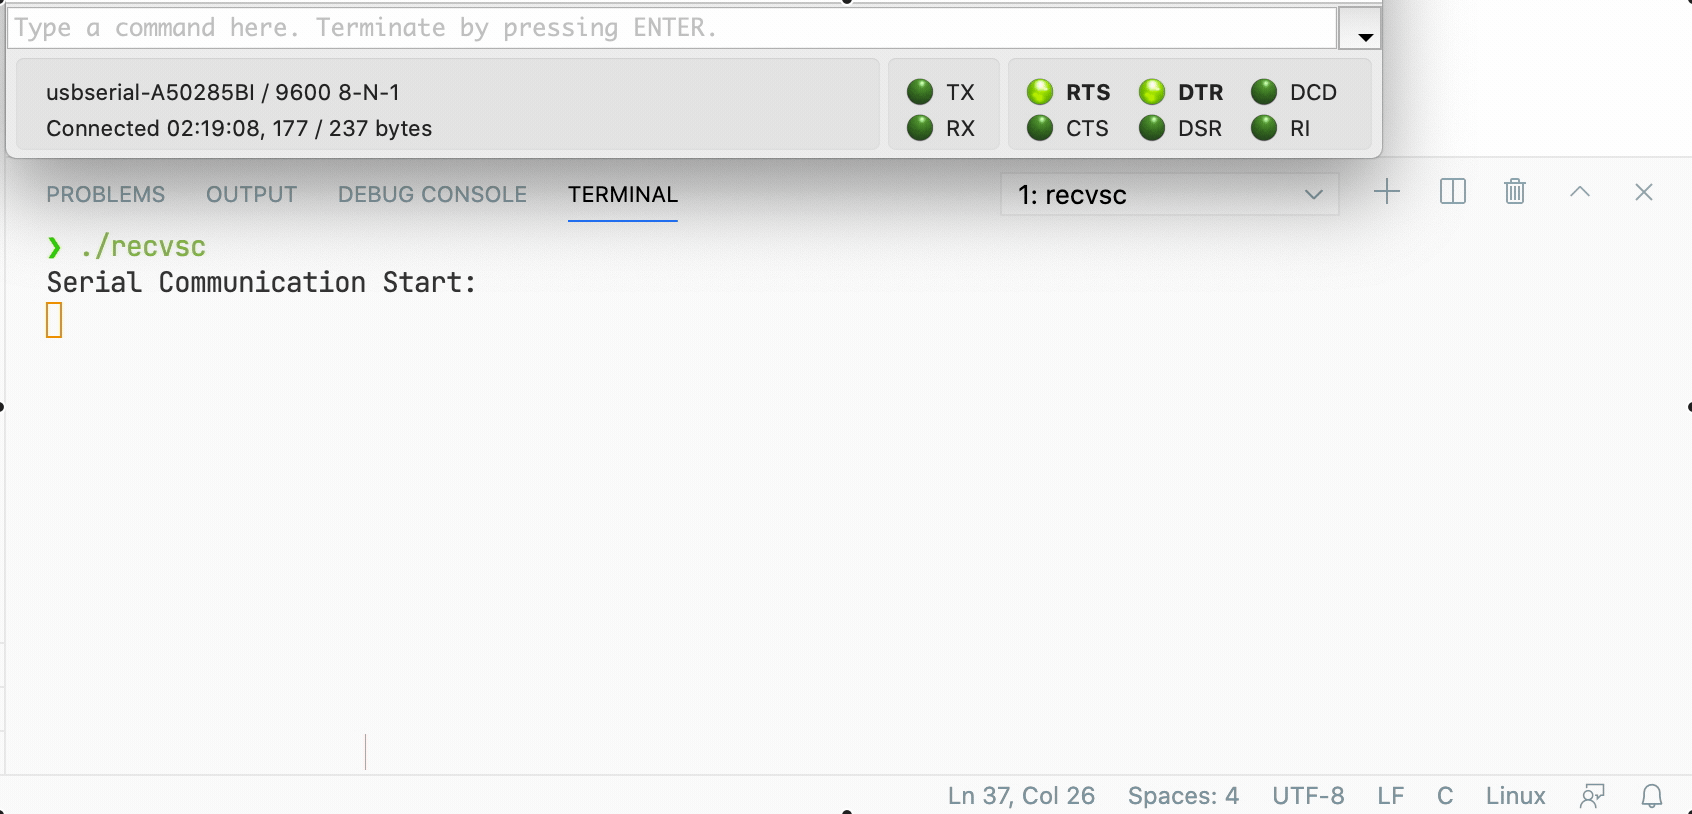 Type a command here. Terminate by pressing ENTER.
usbserial-A50285BI / 9600 8-N-1
Connected 02:19:08, 177 / 237 bytes
TX RTS DTR DCD
RX CTS DSR RI
PROBLEMS OUTPUT DEBUG CONSOLE TERMINAL 1: recvsc
❯ ./recvsc
Serial Communication Start:
Ln 37, Col 26 Spaces: 4 UTF-8 LF C Linux